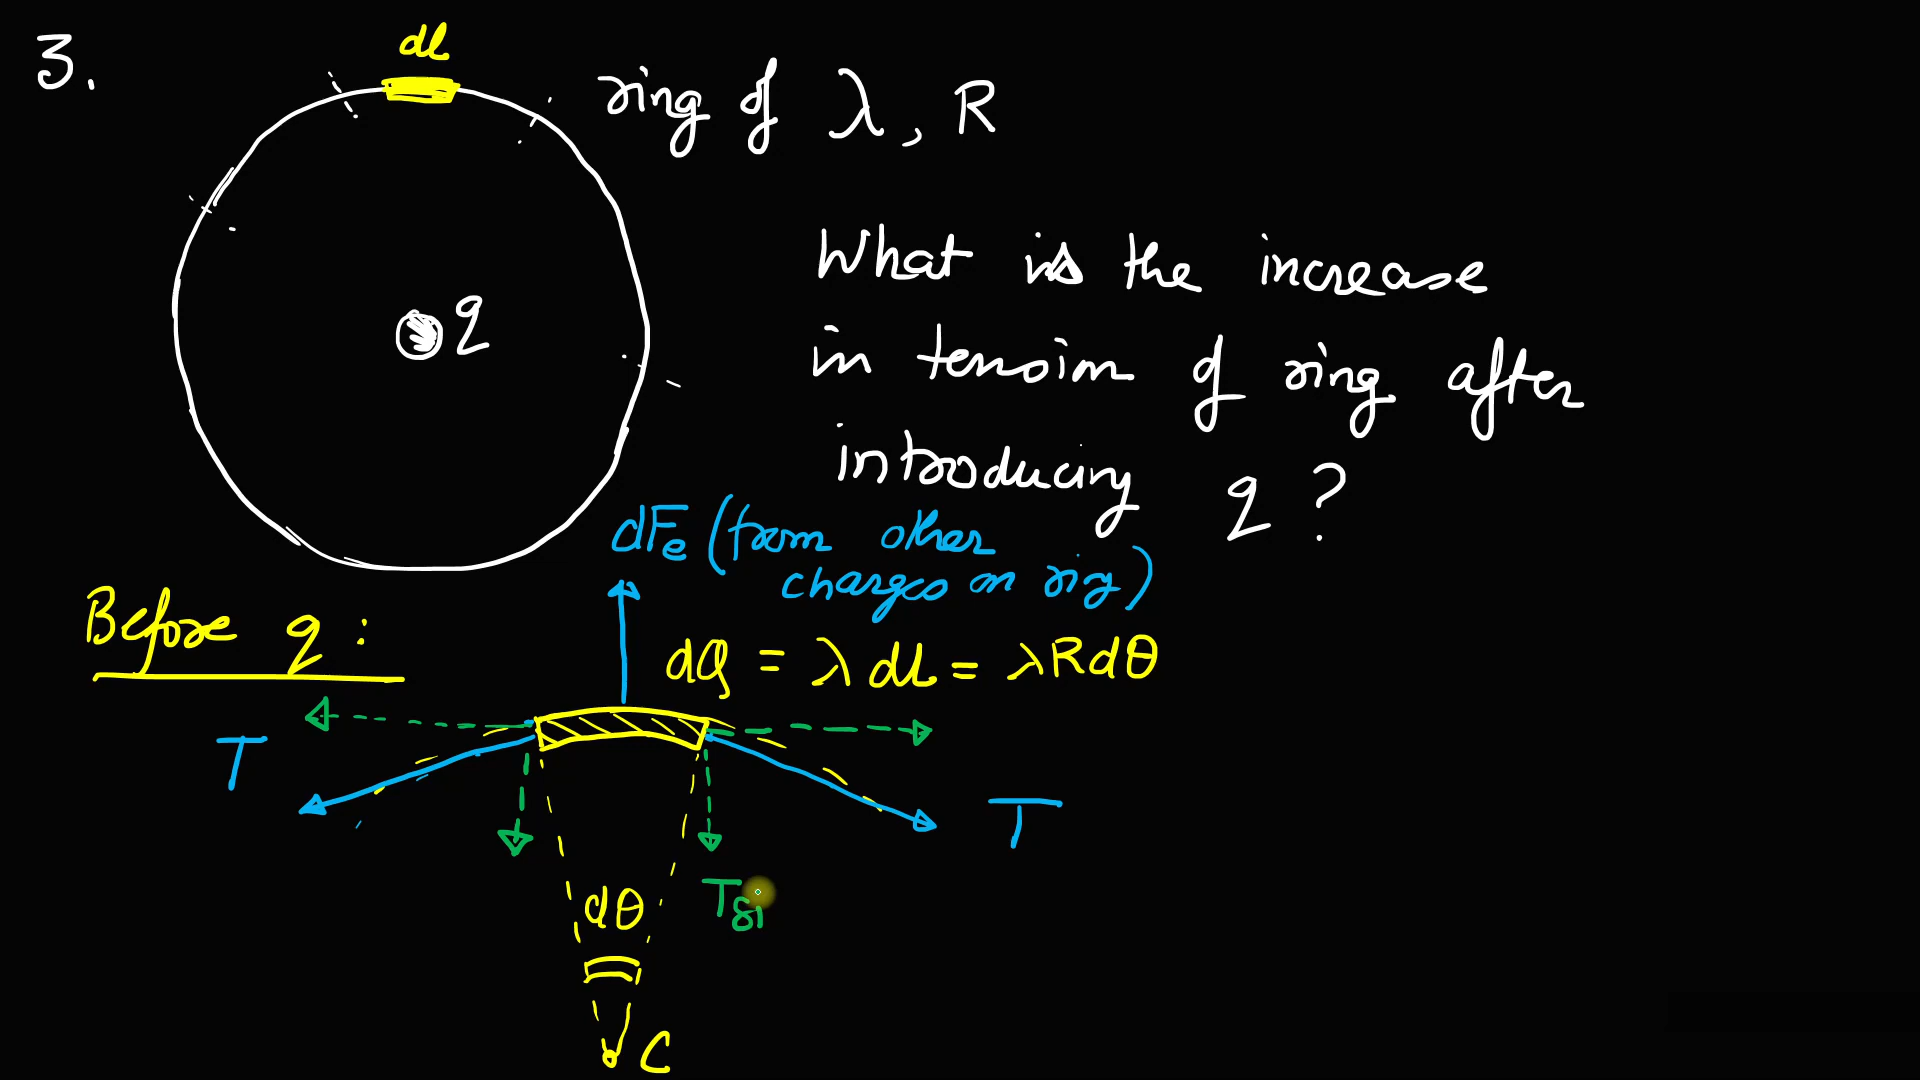 3.
dl
ring of λ, R
q
What is the increase
in tension of ring after
introducing q ?
dFe (from other
charges on ring)
Before q :
dQ = λ dl = λRdθ
T
T
Tsi
dθ
C